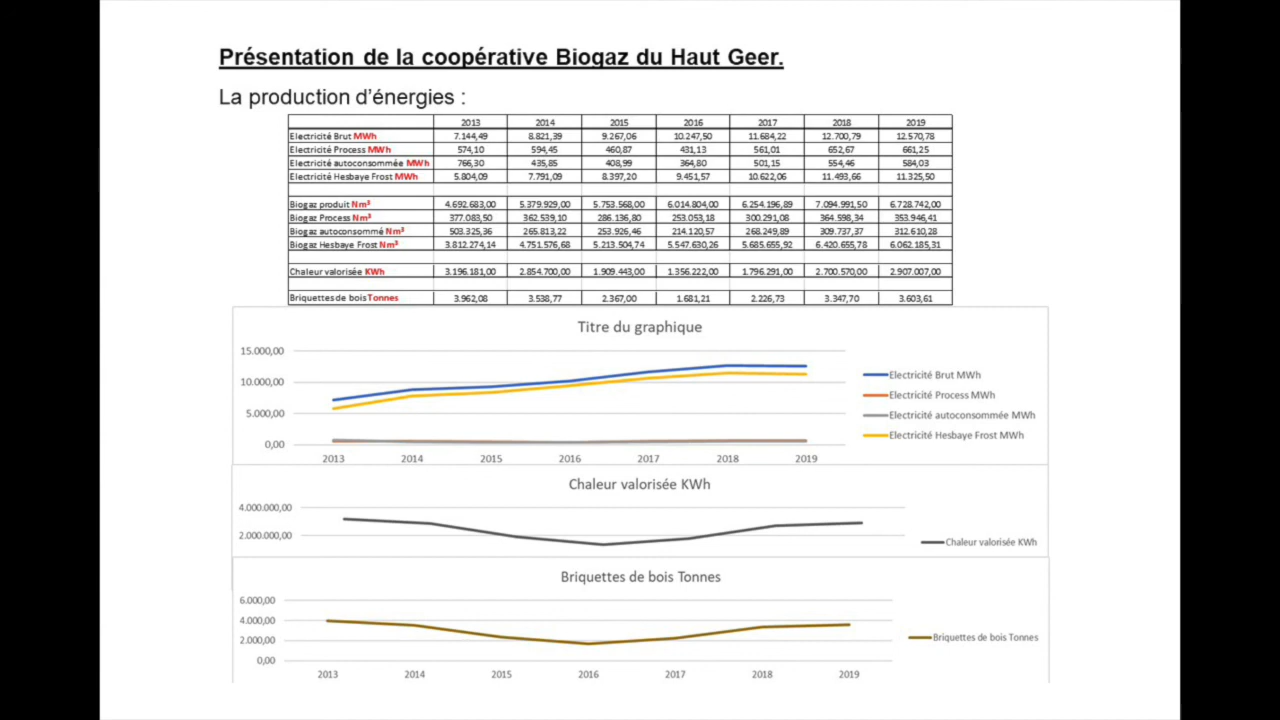 Présentation de la coopérative Biogaz du Haut Geer.
La production d'énergies :
2013 2014 2015 2016 2017 2018 2019
Electricité Brut MWh 7.144,49 8.821,39 9.267,06 10.247,50 11.684,22 12.700,79 12.570,78
Electricité Process MWh 574,10 594,45 460,87 431,13 561,01 652,67 661,25
Electricité autoconsommée MWh 766,30 435,85 408,99 364,80 501,15 554,46 584,03
Electricité Hesbaye Frost MWh 5.804,09 7.791,09 8.397,20 9.451,57 10.622,06 11.493,66 11.325,50
Biogaz produit Nm³ 4.692.683,00 5.379.929,00 5.753.568,00 6.014.804,00 6.254.196,89 7.094.991,50 6.728.742,00
Biogaz Process Nm³ 377.083,50 362.539,10 286.136,80 253.053,18 300.291,08 364.598,34 353.946,41
Biogaz autoconsommé Nm³ 503.325,36 265.813,22 253.926,46 214.120,57 268.249,89 309.737,37 312.610,28
Biogaz Hesbaye Frost Nm³ 3.812.274,14 4.751.576,68 5.213.504,74 5.547.630,26 5.685.655,92 6.420.655,78 6.062.185,31
Chaleur valorisée KWh 3.196.181,00 2.854.700,00 1.909.443,00 1.356.222,00 1.796.291,00 2.700.570,00 2.907.007,00
Briquettes de bois Tonnes 3.962,08 3.538,77 2.367,00 1.681,21 2.226,73 3.347,70 3.603,61
Titre du graphique
15.000,00
10.000,00
5.000,00
0,00
2013 2014 2015 2016 2017 2018 2019
Electricité Brut MWh
Electricité Process MWh
Electricité autoconsommée MWh
Electricité Hesbaye Frost MWh
Chaleur valorisée KWh
4.000.000,00
2.000.000,00
Chaleur valorisée KWh
Briquettes de bois Tonnes
6.000,00
4.000,00
2.000,00
0,00
2013 2014 2015 2016 2017 2018 2019
Briquettes de bois Tonnes